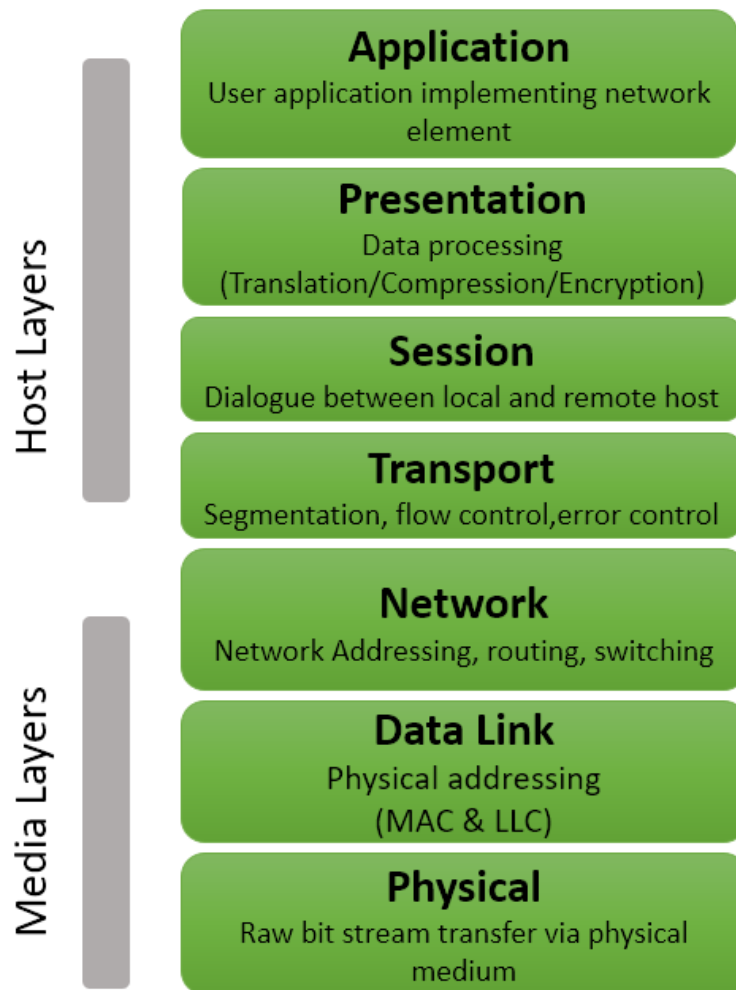 Host Layers
Application
User application implementing network
element
Presentation
Data processing
(Translation/Compression/Encryption)
Session
Dialogue between local and remote host
Transport
Segmentation, flow control,error control
Media Layers
Network
Network Addressing, routing, switching
Data Link
Physical addressing
(MAC & LLC)
Physical
Raw bit stream transfer via physical
medium